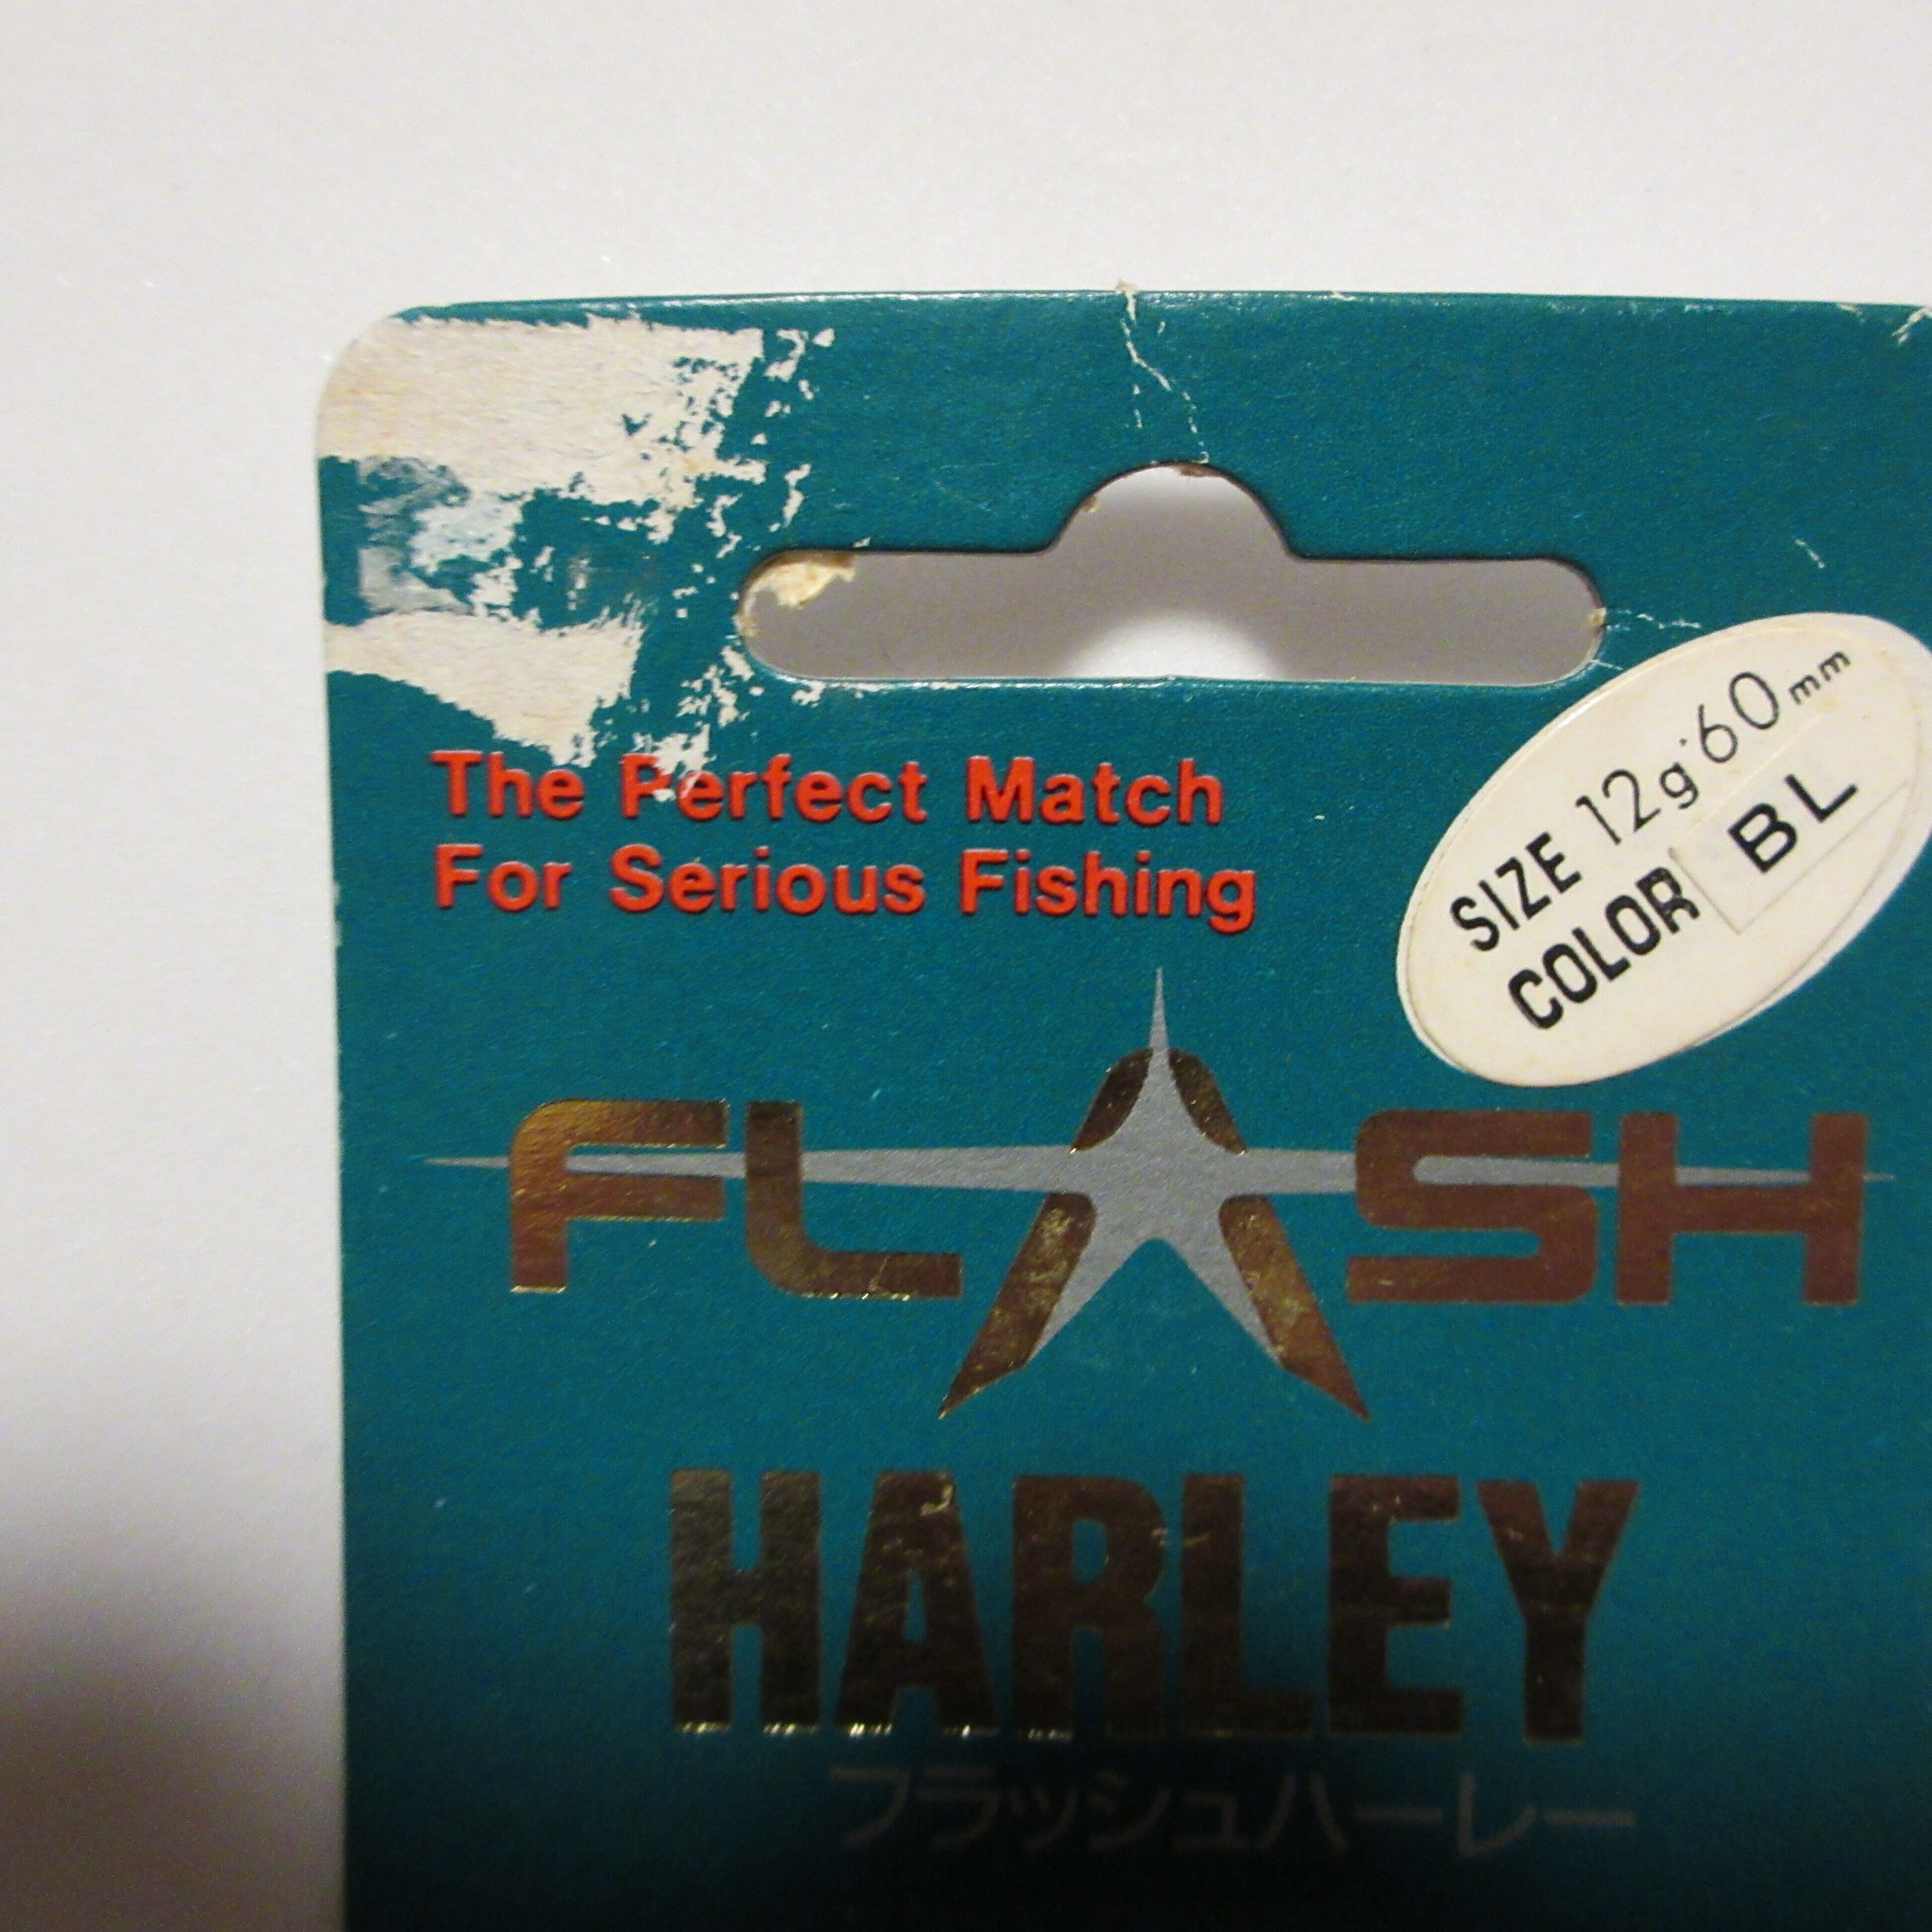 The Perfect Match
For Serious Fishing
SIZE 12g·60mm
COLOR BL
FLASH
HARLEY
フラッシュハーレー